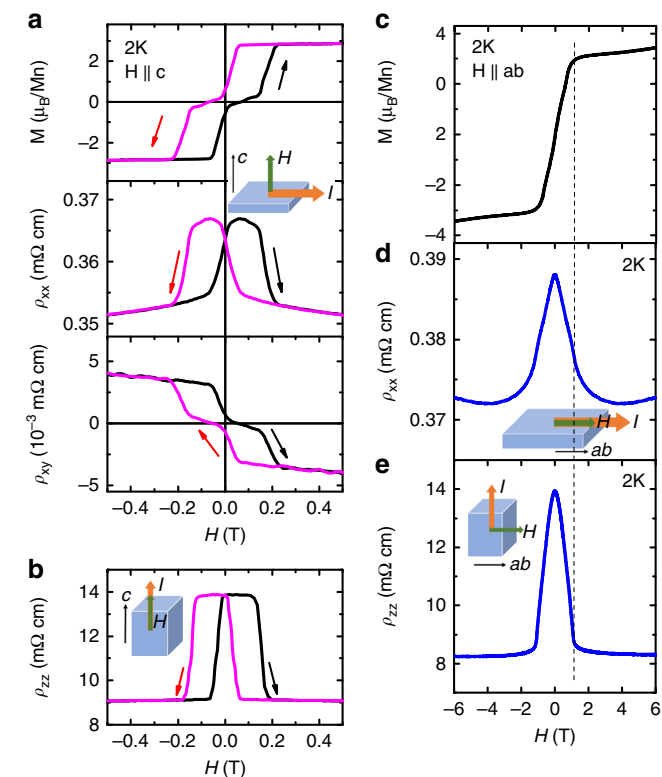 a
2K
H || c
M (μB/Mn)
2
0
−2
c
H
I
ρxx (mΩ cm)
0.37
0.36
0.35
ρxy (10⁻³ mΩ cm)
5
0
−5
−0.4 −0.2 0.0 0.2 0.4
H (T)
b
c
I
H
ρzz (mΩ cm)
14
12
10
8
−0.4 −0.2 0.0 0.2 0.4
H (T)
c
2K
H || ab
M (μB/Mn)
4
2
0
−2
−4
d
2K
ρxx (mΩ cm)
0.39
0.38
0.37
H I
ab
e
2K
I
H
ab
ρzz (mΩ cm)
14
12
10
8
−6 −4 −2 0 2 4 6
H (T)